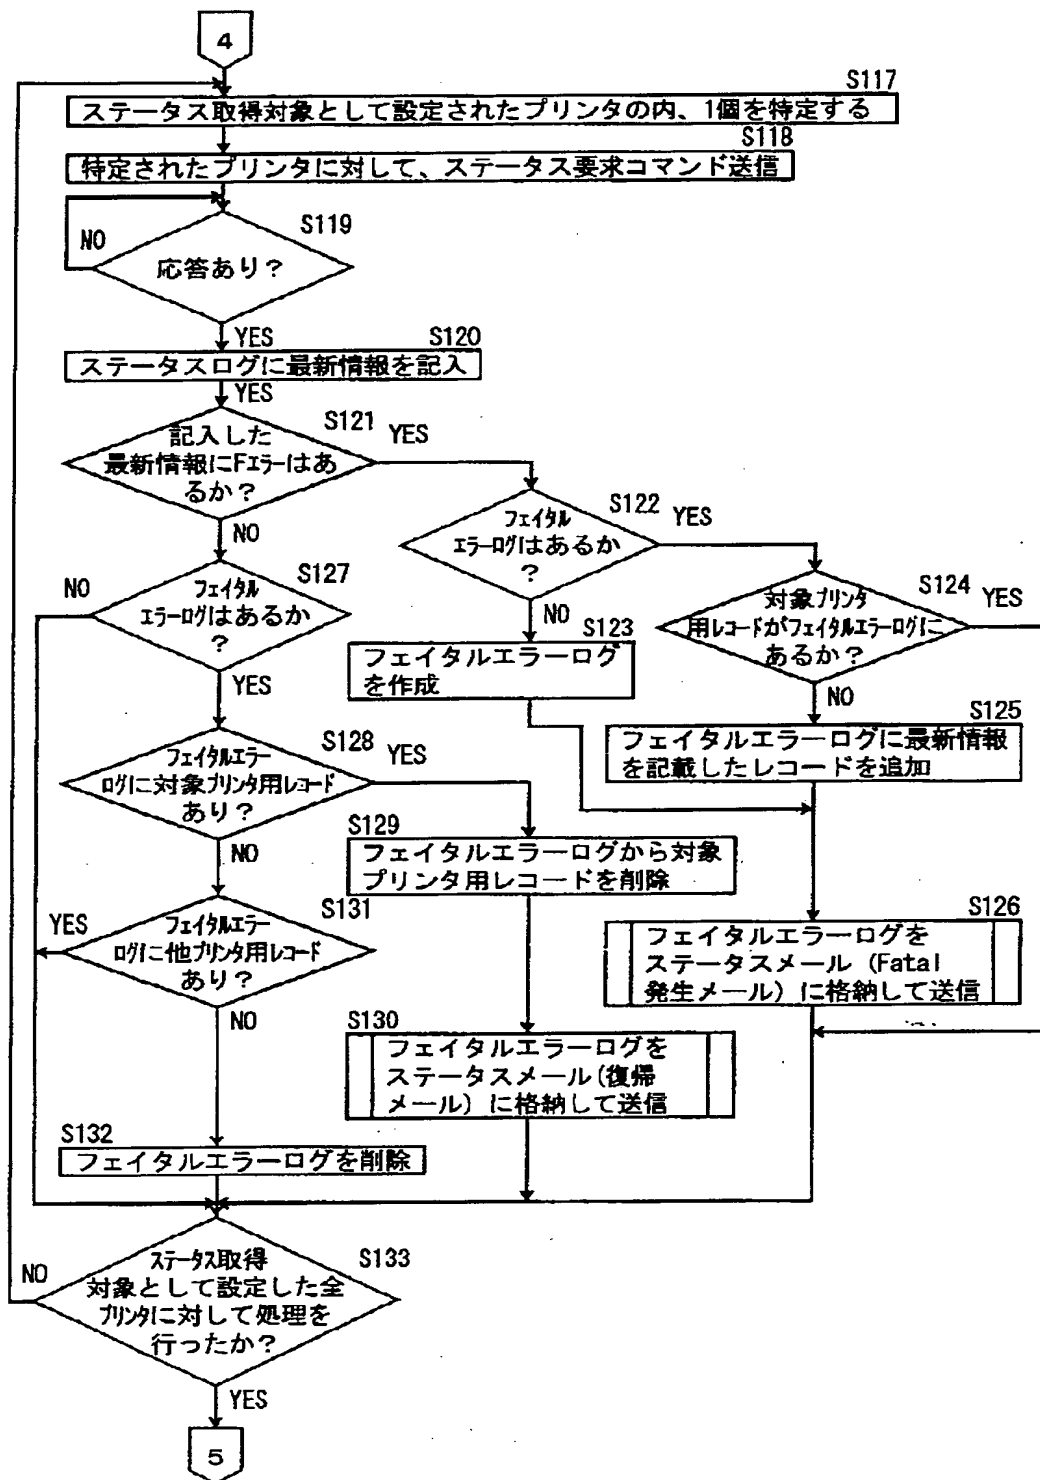 4
S117
ステータス取得対象として設定されたプリンタの内、1個を特定する
S118
特定されたプリンタに対して、ステータス要求コマンド送信
S119
NO
応答あり？
YES
S120
ステータスログに最新情報を記入
YES
S121
YES
記入した
最新情報にFエラーはあ
るか？
NO
S122
YES
フェイタル
エラーログはあるか
？
NO
S127
NO
フェイタル
エラーログはあるか
？
YES
S124
YES
対象プリンタ
用レコードがフェイタルエラーログに
あるか？
NO
S123
フェイタルエラーログ
を作成
S125
フェイタルエラーログに最新情報
を記載したレコードを追加
S128
YES
フェイタルエラー
ログに対象プリンタ用レコード
あり？
NO
S129
フェイタルエラーログから対象
プリンタ用レコードを削除
S131
YES
フェイタルエラー
ログに他プリンタ用レコード
あり？
NO
S126
フェイタルエラーログを
ステータスメール（Fatal
発生メール）に格納して送信
S130
フェイタルエラーログを
ステータスメール(復帰
メール）に格納して送信
S132
フェイタルエラーログを削除
S133
NO
ステータス取得
対象として設定した全
プリンタに対して処理を
行ったか？
YES
5